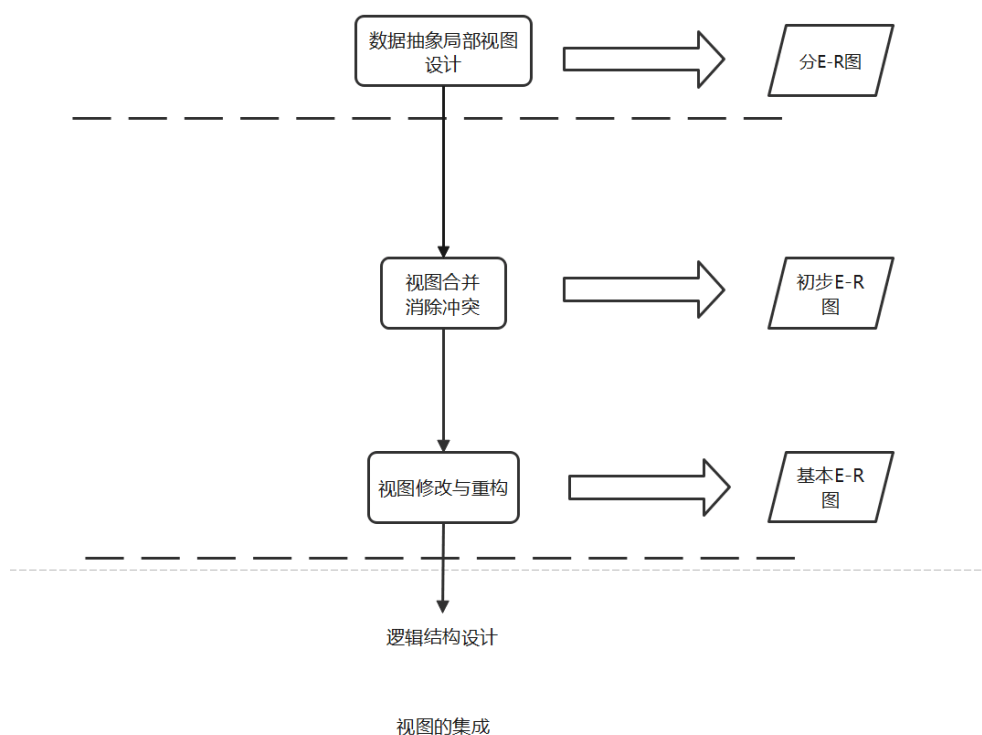 数据抽象局部视图
设计
分E-R图
视图合并
消除冲突
初步E-R
图
视图修改与重构
基本E-R
图
逻辑结构设计
视图的集成